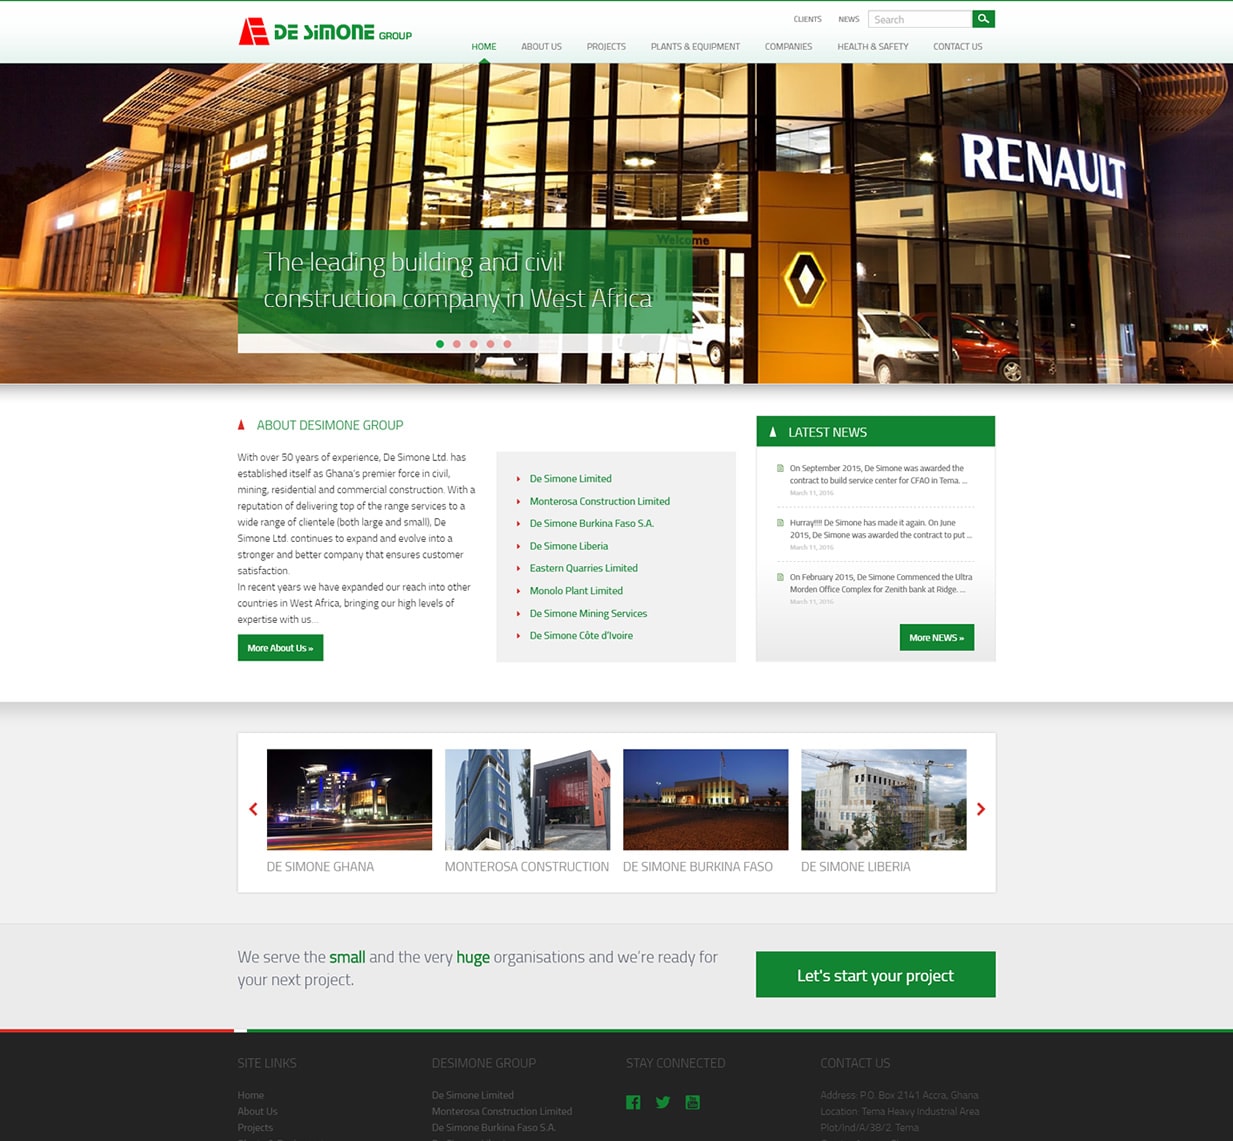 DE SIMONE GROUP
CLIENTS NEWS Search
HOME ABOUT US PROJECTS PLANTS & EQUIPMENT COMPANIES HEALTH & SAFETY CONTACT US
RENAULT
Welcome
The leading building and civil
construction company in West Africa
ABOUT DESIMONE GROUP
With over 50 years of experience, De Simone Ltd. has
established itself as Ghana's premier force in civil,
mining, residential and commercial construction. With a
reputation of delivering top of the range services to a
wide range of clientele (both large and small), De
Simone Ltd. continues to expand and evolve into a
stronger and better company that ensures customer
satisfaction.
In recent years we have expanded our reach into other
countries in West Africa, bringing our high levels of
expertise with us...
More About Us »
De Simone Limited
Monterosa Construction Limited
De Simone Burkina Faso S.A.
De Simone Liberia
Eastern Quarries Limited
Monolo Plant Limited
De Simone Mining Services
De Simone Côte d'Ivoire
LATEST NEWS
On September 2015, De Simone was awarded the
contract to build service center for CFAO in Tema. ...
March 11, 2016
Hurray!!!! De Simone has made it again. On June
2015, De Simone was awarded the contract to put ...
March 11, 2016
On February 2015, De Simone Commenced the Ultra
Morden Office Complex for Zenith bank at Ridge. ...
March 11, 2016
More NEWS »
DE SIMONE GHANA
MONTEROSA CONSTRUCTION
DE SIMONE BURKINA FASO
DE SIMONE LIBERIA
We serve the small and the very huge organisations and we're ready for
your next project.
Let's start your project
SITE LINKS
Home
About Us
Projects
DESIMONE GROUP
De Simone Limited
Monterosa Construction Limited
De Simone Burkina Faso S.A.
STAY CONNECTED
CONTACT US
Address: P.O. Box 2141 Accra, Ghana
Location: Tema Heavy Industrial Area
Plot/Ind/A/38/2. Tema